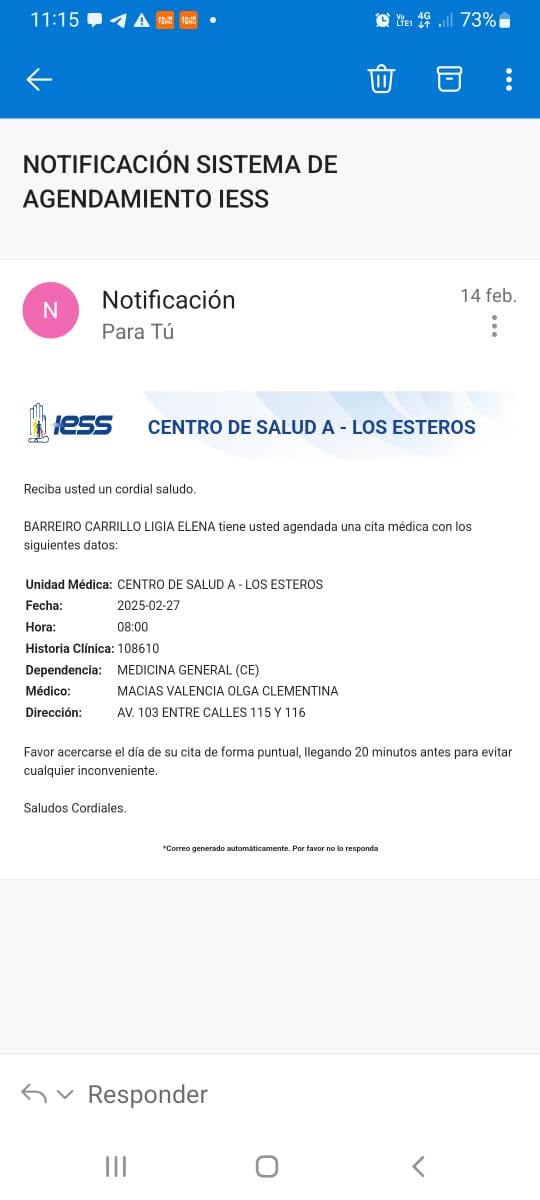 11:15
Vo
LTE1
4G
73%
NOTIFICACIÓN SISTEMA DE
AGENDAMIENTO IESS
N
Notificación
14 feb.
Para Tú
IESS
CENTRO DE SALUD A - LOS ESTEROS
Reciba usted un cordial saludo.
BARREIRO CARRILLO LIGIA ELENA tiene usted agendada una cita médica con los
siguientes datos:
Unidad Médica: CENTRO DE SALUD A - LOS ESTEROS
Fecha: 2025-02-27
Hora: 08:00
Historia Clínica: 108610
Dependencia: MEDICINA GENERAL (CE)
Médico: MACIAS VALENCIA OLGA CLEMENTINA
Dirección: AV. 103 ENTRE CALLES 115 Y 116
Favor acercarse el día de su cita de forma puntual, llegando 20 minutos antes para evitar
cualquier inconveniente.
Saludos Cordiales.
*Correo generado automáticamente. Por favor no lo responda
Responder